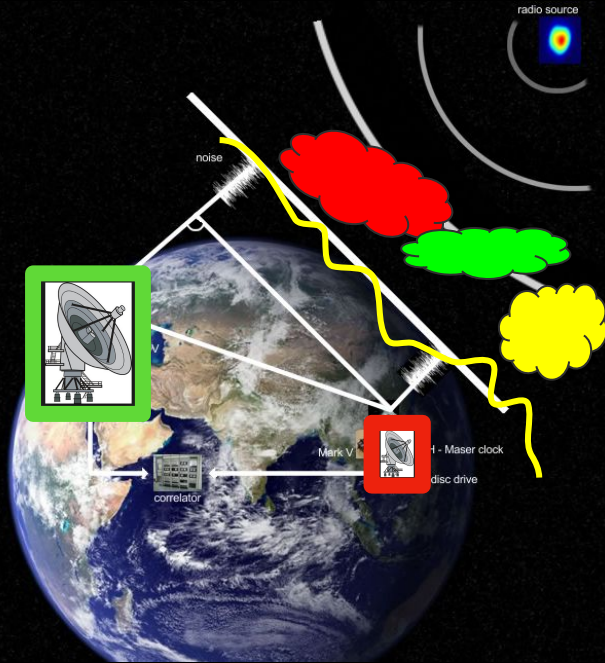 radio source
noise
Mark V
H - Maser clock
disc drive
correlator